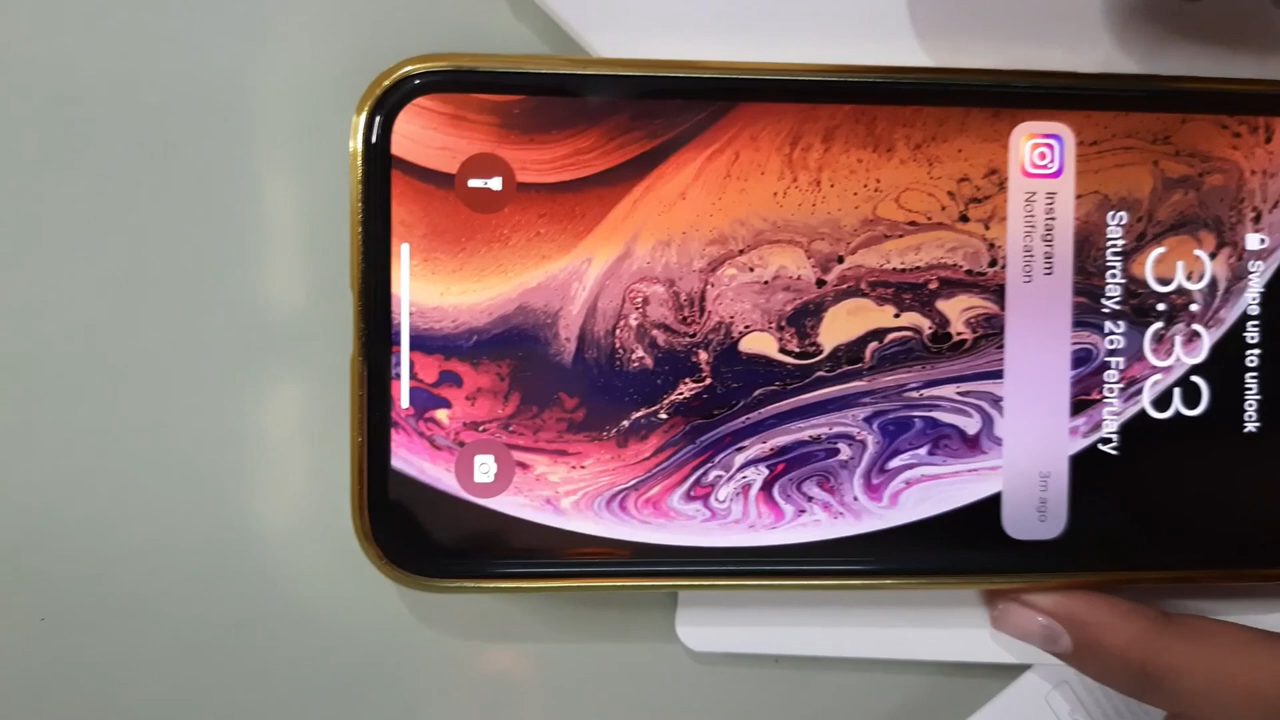 Swipe up to unlock
3:33
Saturday, 26 February
Instagram
3m ago
Notification